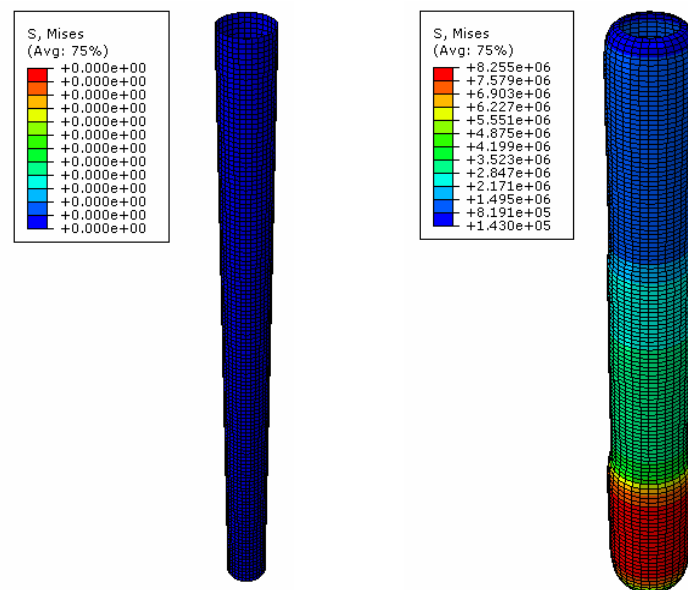 S, Mises
(Avg: 75%)
+0.000e+00
+0.000e+00
+0.000e+00
+0.000e+00
+0.000e+00
+0.000e+00
+0.000e+00
+0.000e+00
+0.000e+00
+0.000e+00
+0.000e+00
+0.000e+00
+0.000e+00
S, Mises
(Avg: 75%)
+8.255e+06
+7.579e+06
+6.903e+06
+6.227e+06
+5.551e+06
+4.875e+06
+4.199e+06
+3.523e+06
+2.847e+06
+2.171e+06
+1.495e+06
+8.191e+05
+1.430e+05